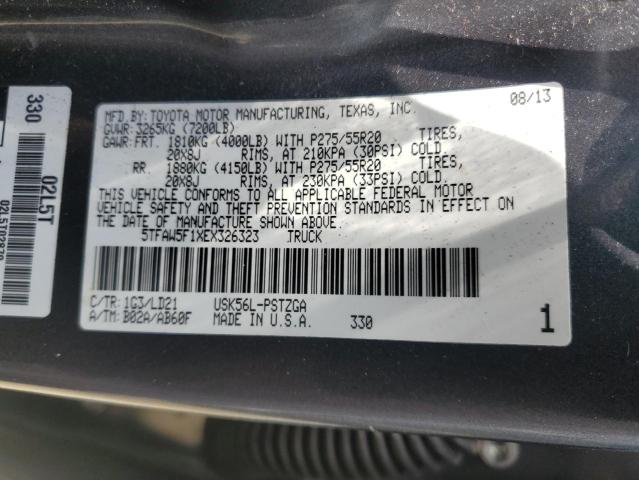 MFD.BY:TOYOTA MOTOR MANUFACTURING, TEXAS, INC. 08/13
GVWR:3265KG (7200LB)
GAWR:FRT. 1810KG (4000LB) WITH P275/55R20 TIRES,
20X8J RIMS, AT 210KPA (30PSI) COLD.
RR. 1880KG (4150LB) WITH P275/55R20 TIRES,
20X8J RIMS, AT 230KPA (33PSI) COLD.
THIS VEHICLE CONFORMS TO ALL APPLICABLE FEDERAL MOTOR
VEHICLE SAFETY AND THEFT PREVENTION STANDARDS IN EFFECT ON
THE DATE OF MANUFACTURE SHOWN ABOVE.
5TFAW5F1XEX326323 TRUCK
C/TR:1G3/LD21 USK56L-PSTZGA
A/TM:B02A/AB60F MADE IN U.S.A. 330 1
330
02L5T